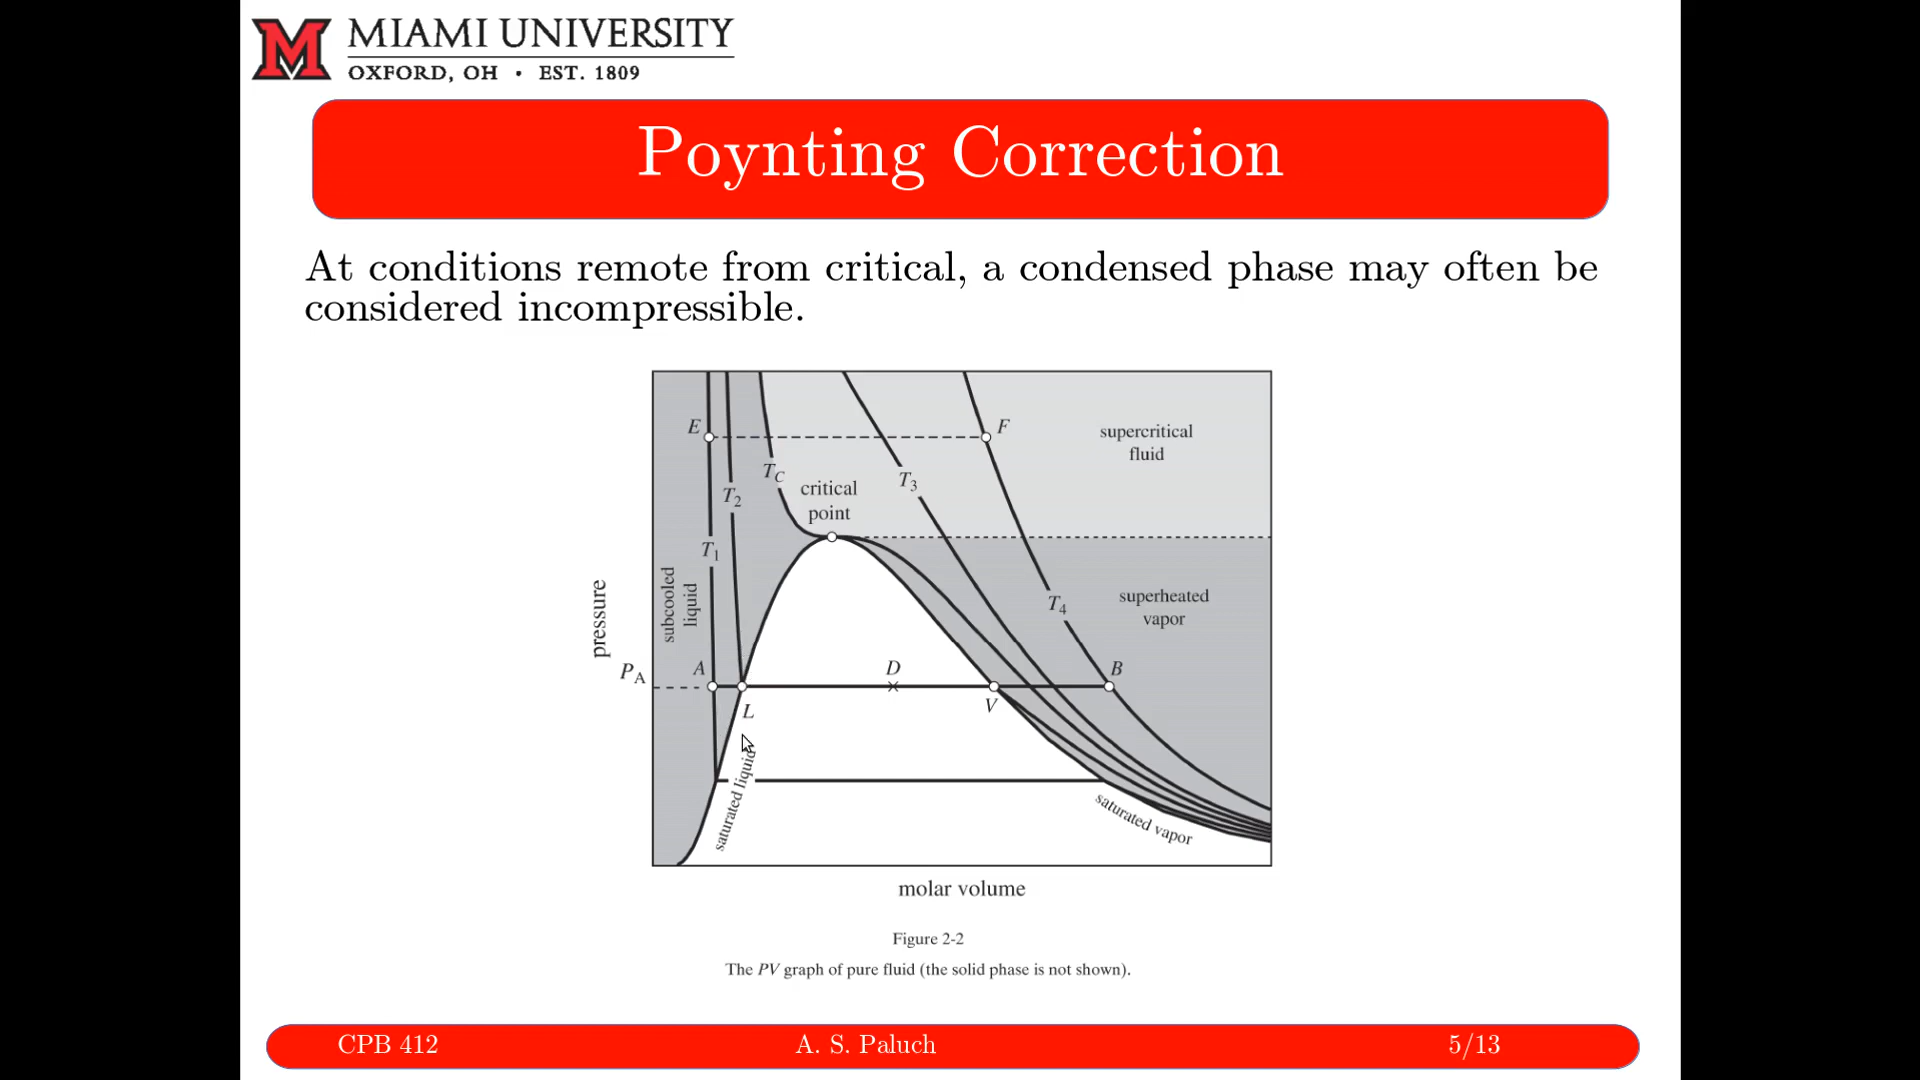 MIAMI UNIVERSITY
OXFORD, OH • EST. 1809
Poynting Correction
At conditions remote from critical, a condensed phase may often be
considered incompressible.
E
F
supercritical
fluid
T_C
T_3
critical
point
T_2
T_1
subcooled
liquid
superheated
vapor
T_4
pressure
P_A
A
D
B
L
V
saturated liquid
saturated vapor
molar volume
Figure 2-2
The PV graph of pure fluid (the solid phase is not shown).
CPB 412 A. S. Paluch 5/13